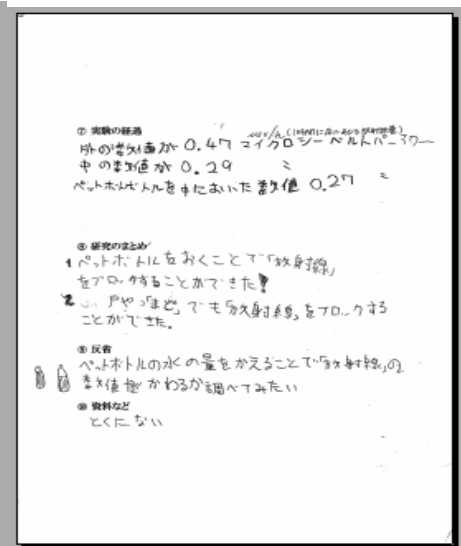 ⑦ 実験の経過
外の数値が 0.47 マイクロシーベルトパーアワー
中の数値が 0.29 〃
ペットボトルを中においた数値 0.27 〃
⑧ 研究のまとめ
1 ペットボトルをおくことで「放射線」
をブロックすることができた!
2 戸や「まど」でも「放射線」をブロックする
ことができた。
⑨ 反省
ペットボトルの水の量をかえることで「放射線」の
数値が かわるか調べてみたい
⑩ 資料など
とくにない